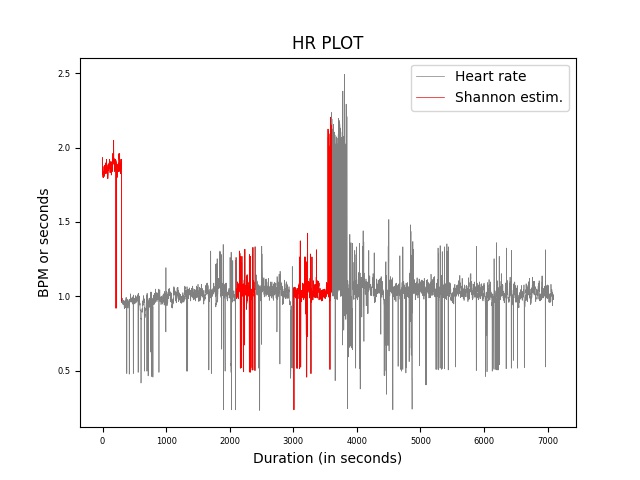 HR PLOT
Heart rate
Shannon estim.
BPM or seconds
2.5
2.0
1.5
1.0
0.5
0 1000 2000 3000 4000 5000 6000 7000
Duration (in seconds)